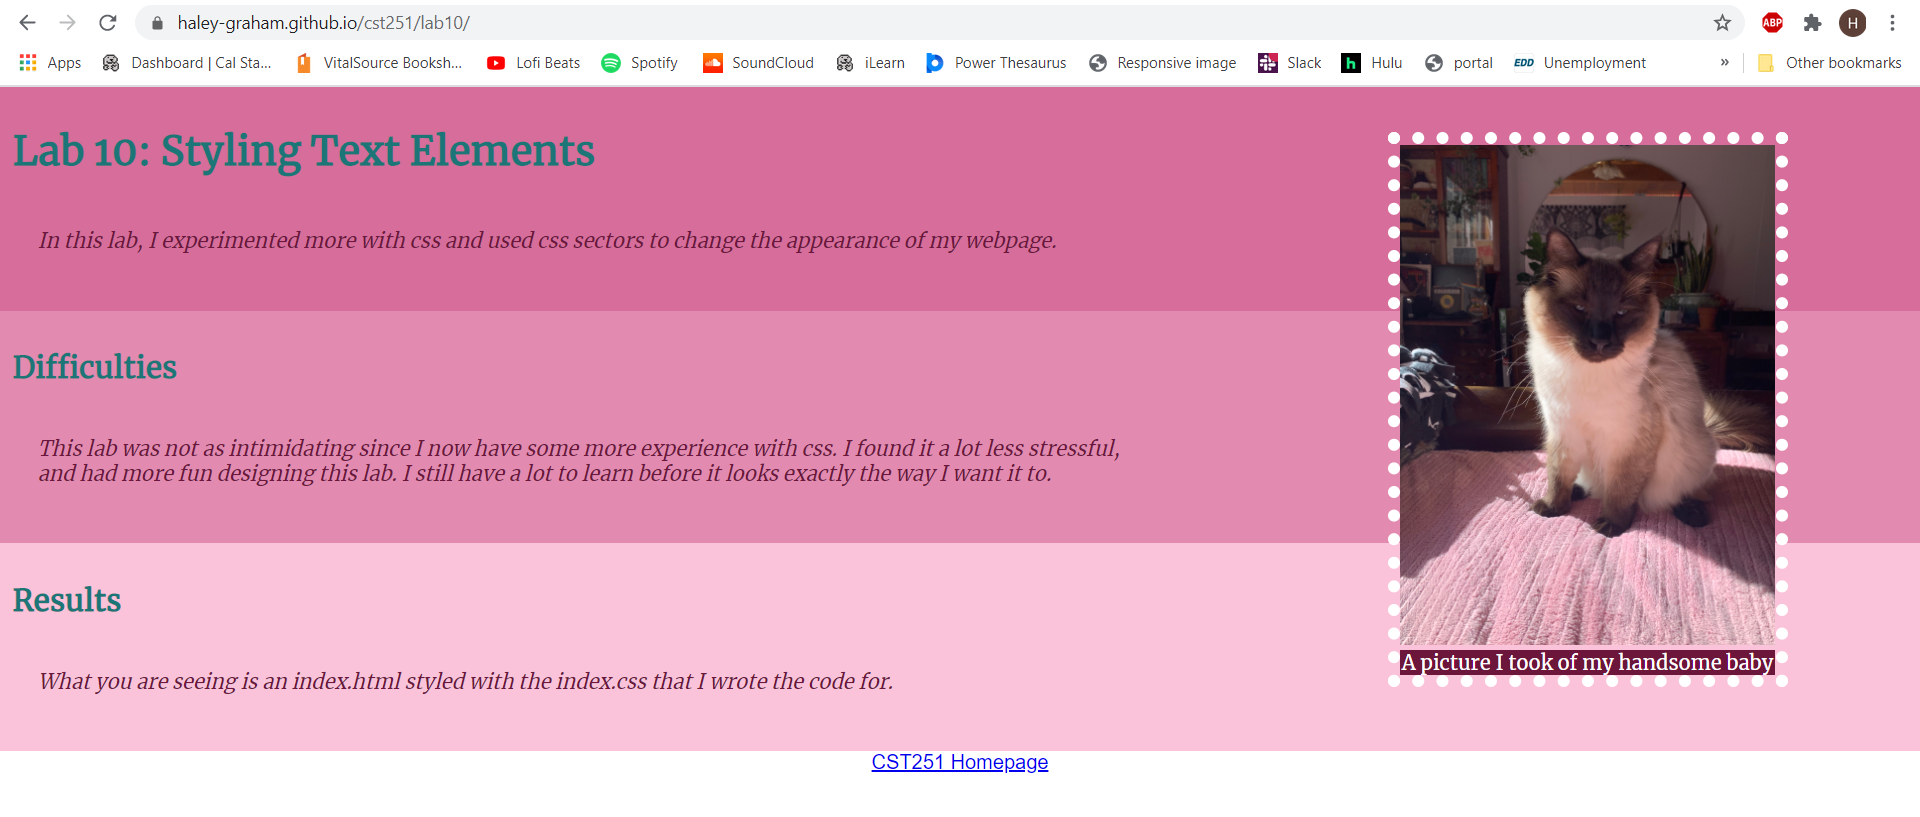 haley-graham.github.io/cst251/lab10/
ABP
H
Apps
Dashboard | Cal Sta...
VitalSource Booksh...
Lofi Beats
Spotify
SoundCloud
iLearn
Power Thesaurus
Responsive image
Slack
h
Hulu
portal
EDD
Unemployment
»
Other bookmarks
Lab 10: Styling Text Elements
In this lab, I experimented more with css and used css sectors to change the appearance of my webpage.
Difficulties
This lab was not as intimidating since I now have some more experience with css. I found it a lot less stressful,
and had more fun designing this lab. I still have a lot to learn before it looks exactly the way I want it to.
Results
What you are seeing is an index.html styled with the index.css that I wrote the code for.
A picture I took of my handsome baby
CST251 Homepage